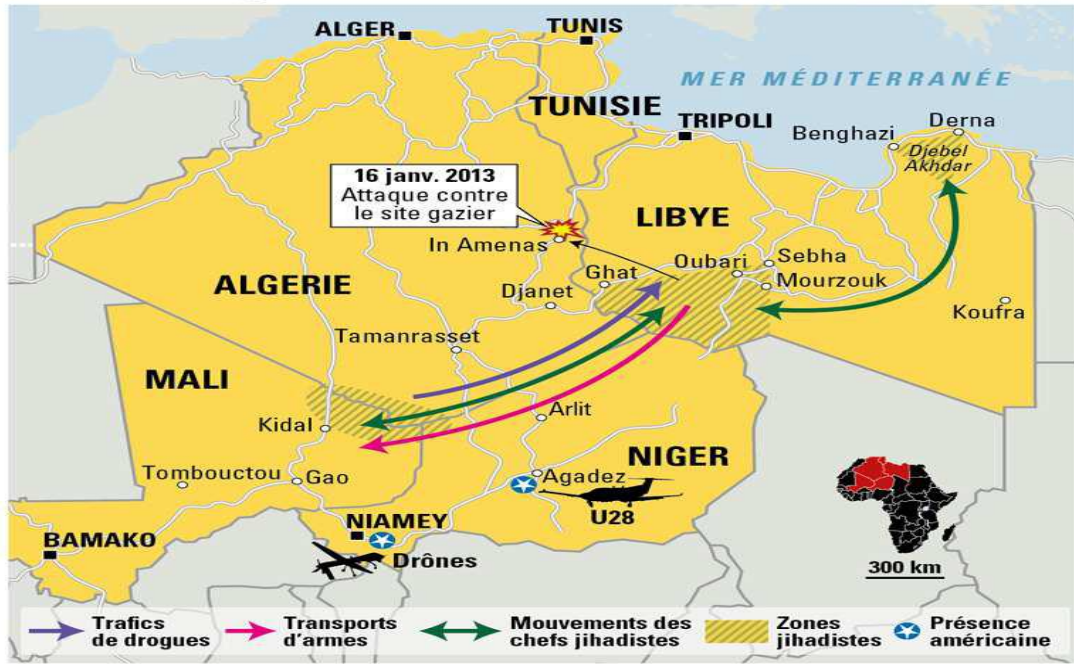 ALGER
TUNIS
MER MÉDITERRANÉE
TUNISIE
TRIPOLI
Derna
Benghazi
Djebel
Akhdar
16 janv. 2013
Attaque contre
le site gazier
LIBYE
In Amenas
Oubari
Sebha
Ghat
Mourzouk
ALGERIE
Djanet
Koufra
Tamanrasset
MALI
Arlit
Kidal
NIGER
Tombouctou
Gao
Agadez
U28
NIAMEY
BAMAKO
Drônes
300 km
Trafics
de drogues
Transports
d'armes
Mouvements des
chefs jihadistes
Zones
jihadistes
Présence
américaine